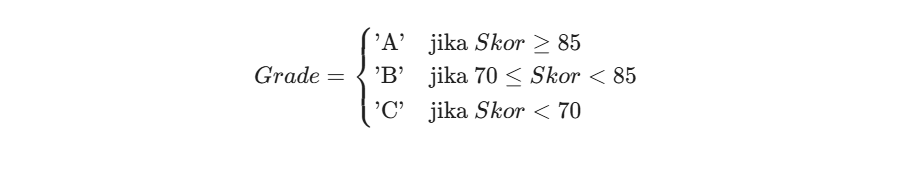 ’A’ jika Skor ≥ 85
Grade = ’B’ jika 70 ≤ Skor < 85
’C’ jika Skor < 70